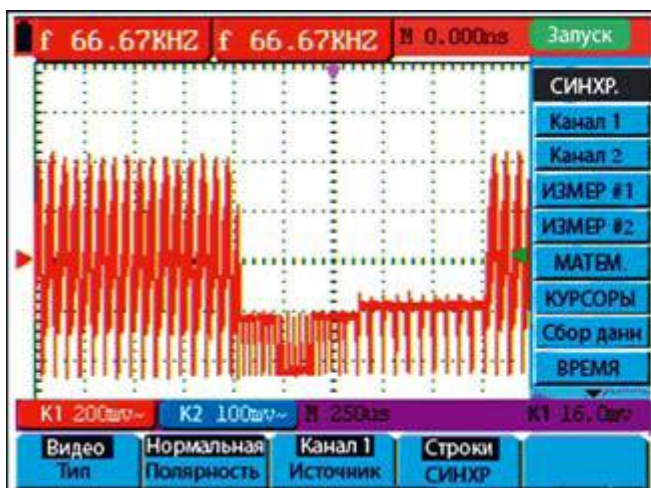 f 66.67KHZ f 66.67KHZ M 0.000ns Запуск
СИНХР.
Канал 1
Канал 2
ИЗМЕР #1
ИЗМЕР #2
МАТЕМ.
КУРСОРЫ
Сбор данн
ВРЕМЯ
K1 200mv~ K2 100mv~ M 250us K1 16.0mv
Видео Нормальная Канал 1 Строки
Тип Полярность Источник СИНХР